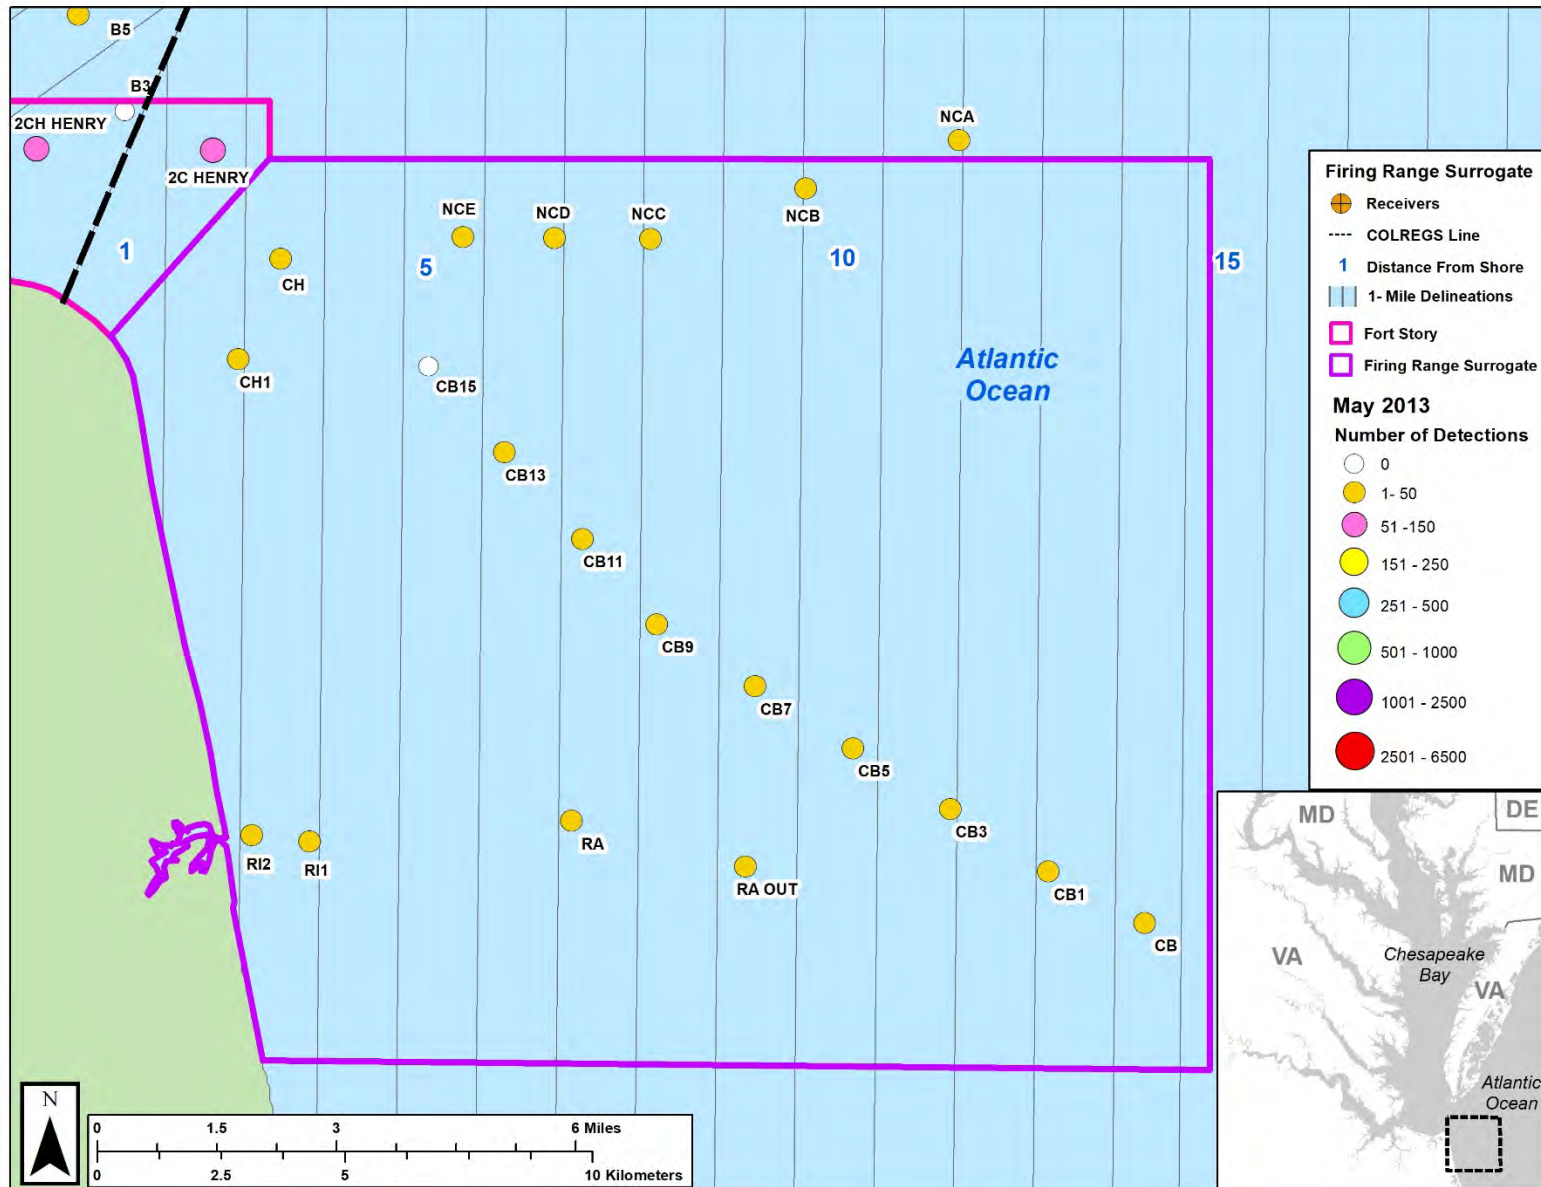 B5
B3
2CH HENRY
2C HENRY
NCA
NCB
NCE
NCD
NCC
1
5
10
15
CH
CH1
CB15
Atlantic
Ocean
CB13
CB11
CB9
CB7
CB5
CB3
CB1
CB
RI2
RI1
RA
RA OUT
Firing Range Surrogate
Receivers
COLREGS Line
1 Distance From Shore
1- Mile Delineations
Fort Story
Firing Range Surrogate
May 2013
Number of Detections
0
1- 50
51 -150
151 - 250
251 - 500
501 - 1000
1001 - 2500
2501 - 6500
MD
DE
MD
VA
Chesapeake
Bay
VA
Atlantic
Ocean
N
0 1.5 3 6 Miles
0 2.5 5 10 Kilometers